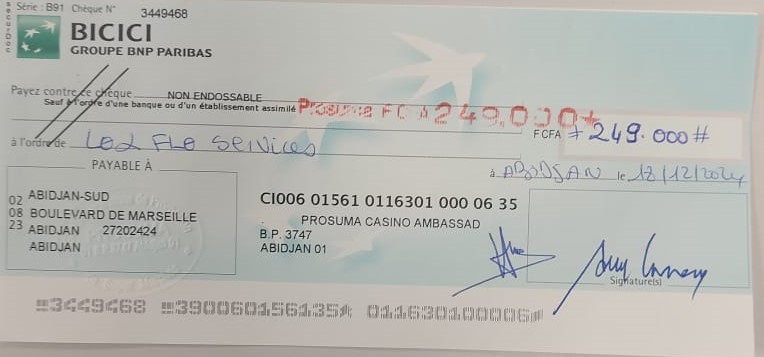 Série : B91 Chèque N° 3449468
BICICI
GROUPE BNP PARIBAS
Payez contre ce chèque NON ENDOSSABLE
Sauf à l'ordre d'une banque ou d'un établissement assimilé
FCA 249.000*
FCFA # 249.000#
à l'ordre de Led Flo Services
PAYABLE À
à ABIDJAN le 18/12/2024
02 ABIDJAN-SUD
08 BOULEVARD DE MARSEILLE
23 ABIDJAN 27202424
ABIDJAN
CI006 01561 0116301 000 06 35
PROSUMA CASINO AMBASSAD
B.P. 3747
ABIDJAN 01
Signature(s)
3449468 390060156135 011630100006